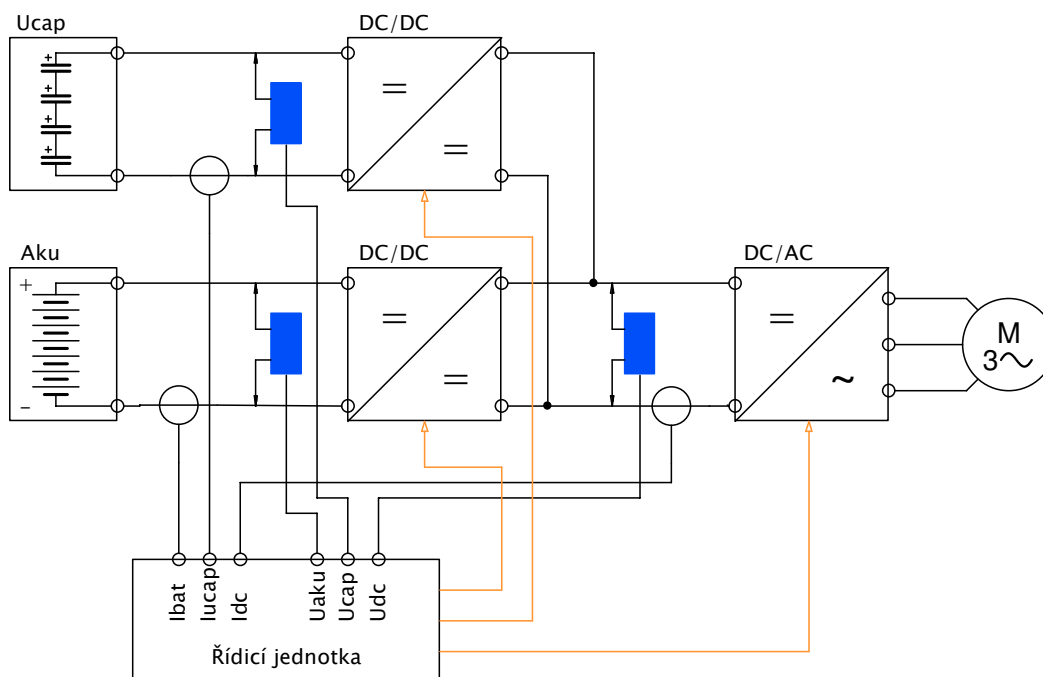 Ucap
DC/DC
Aku
DC/DC
DC/AC
M
3~
Ibat
Iucap
Idc
Uaku
Ucap
Udc
Řídicí jednotka